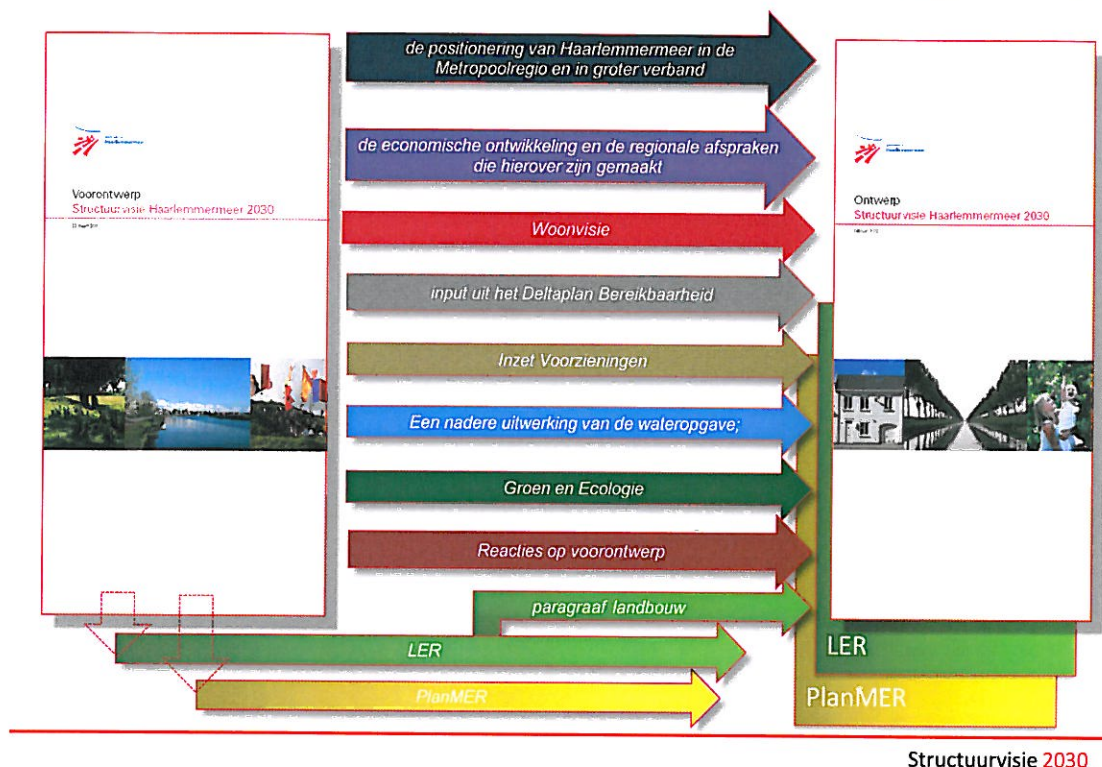 de positionering van Haarlemmermeer in de
Metropoolregio en in groter verband
de economische ontwikkeling en de regionale afspraken
die hierover zijn gemaakt
Woonvisie
input uit het Deltaplan Bereikbaarheid
Inzet Voorzieningen
Een nadere uitwerking van de wateropgave;
Groen en Ecologie
Reacties op voorontwerp
paragraaf landbouw
LER
PlanMER
Haarlemmermeer
Voorontwerp
Structuurvisie Haarlemmermeer 2030
Haarlemmermeer
Ontwerp
Structuurvisie Haarlemmermeer 2030
LER
PlanMER
Structuurvisie 2030